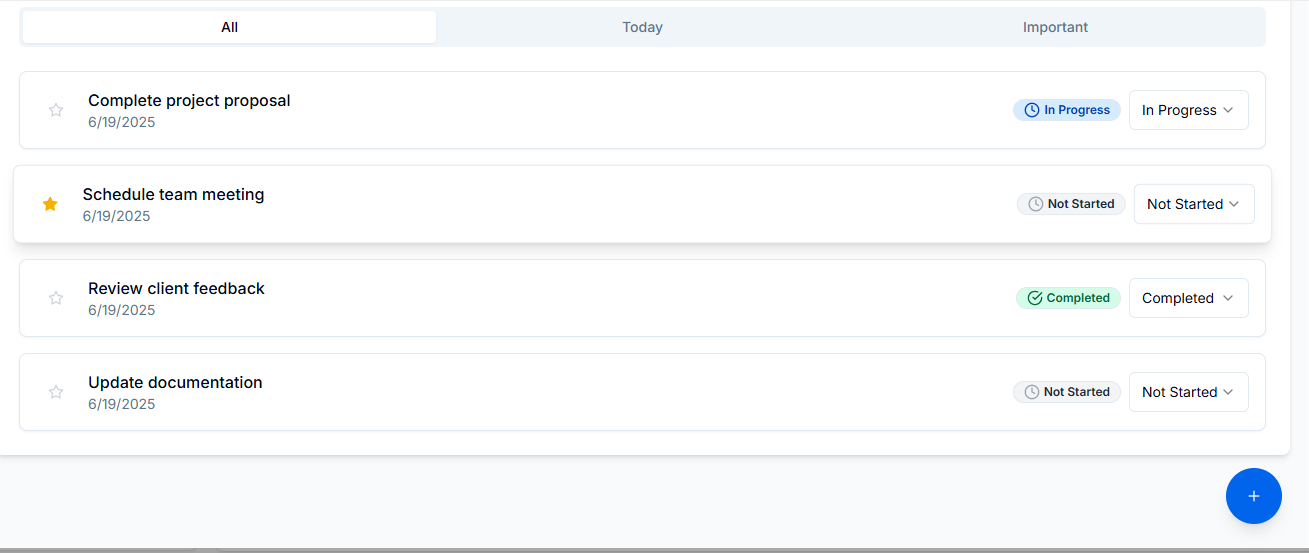 All
Today
Important
Complete project proposal
6/19/2025
In Progress
In Progress
Schedule team meeting
6/19/2025
Not Started
Not Started
Review client feedback
6/19/2025
Completed
Completed
Update documentation
6/19/2025
Not Started
Not Started
+